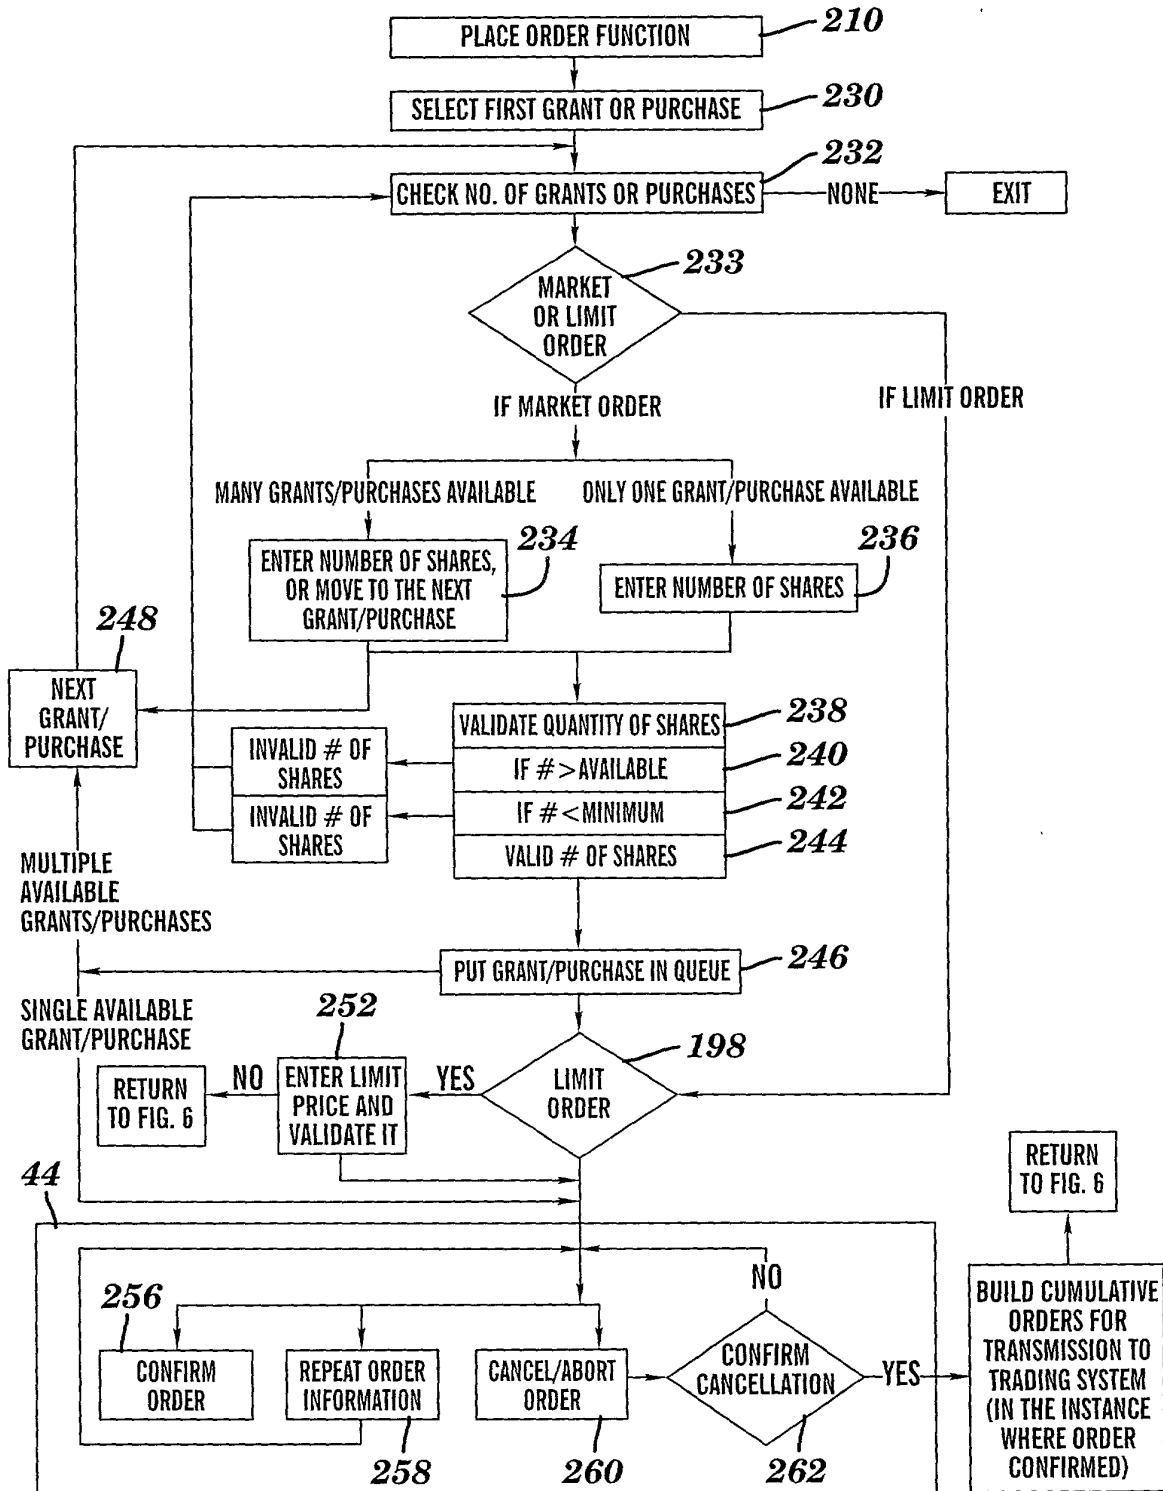 PLACE ORDER FUNCTION
210
SELECT FIRST GRANT OR PURCHASE
230
CHECK NO. OF GRANTS OR PURCHASES
232
NONE
EXIT
MARKET
OR LIMIT
ORDER
233
IF MARKET ORDER
IF LIMIT ORDER
MANY GRANTS/PURCHASES AVAILABLE
ONLY ONE GRANT/PURCHASE AVAILABLE
ENTER NUMBER OF SHARES,
OR MOVE TO THE NEXT
GRANT/PURCHASE
234
ENTER NUMBER OF SHARES
236
248
NEXT
GRANT/
PURCHASE
VALIDATE QUANTITY OF SHARES
238
INVALID # OF
SHARES
IF #>AVAILABLE
240
INVALID # OF
SHARES
IF #<MINIMUM
242
VALID # OF SHARES
244
MULTIPLE
AVAILABLE
GRANTS/PURCHASES
PUT GRANT/PURCHASE IN QUEUE
246
SINGLE AVAILABLE
GRANT/PURCHASE
252
198
RETURN
TO FIG. 6
NO
ENTER LIMIT
PRICE AND
VALIDATE IT
YES
LIMIT
ORDER
44
RETURN
TO FIG. 6
256
CONFIRM
ORDER
REPEAT ORDER
INFORMATION
258
CANCEL/ABORT
ORDER
260
NO
CONFIRM
CANCELLATION
262
YES
BUILD CUMULATIVE
ORDERS FOR
TRANSMISSION TO
TRADING SYSTEM
(IN THE INSTANCE
WHERE ORDER
CONFIRMED)